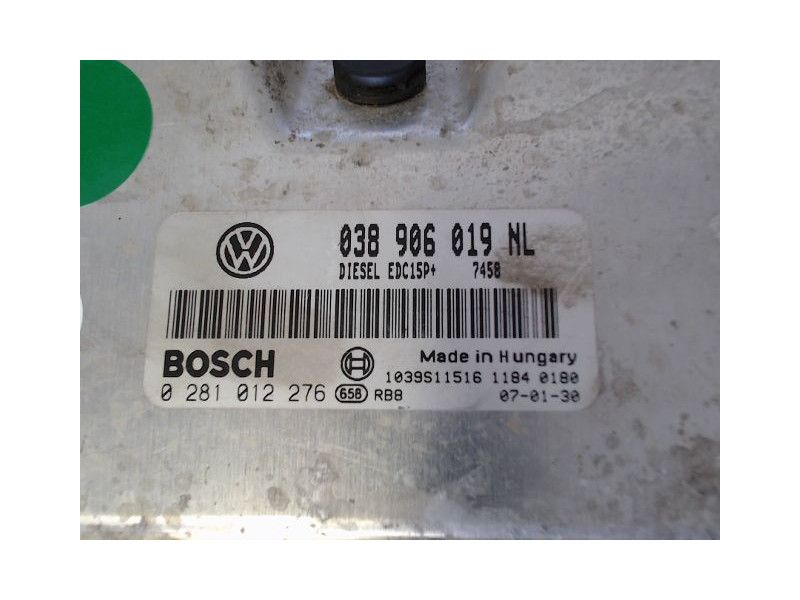 038 906 019 NL
DIESEL EDC15P+ 7458
BOSCH
Made in Hungary
1039S11516 1184 0180
0 281 012 276 658 RBB 07-01-30